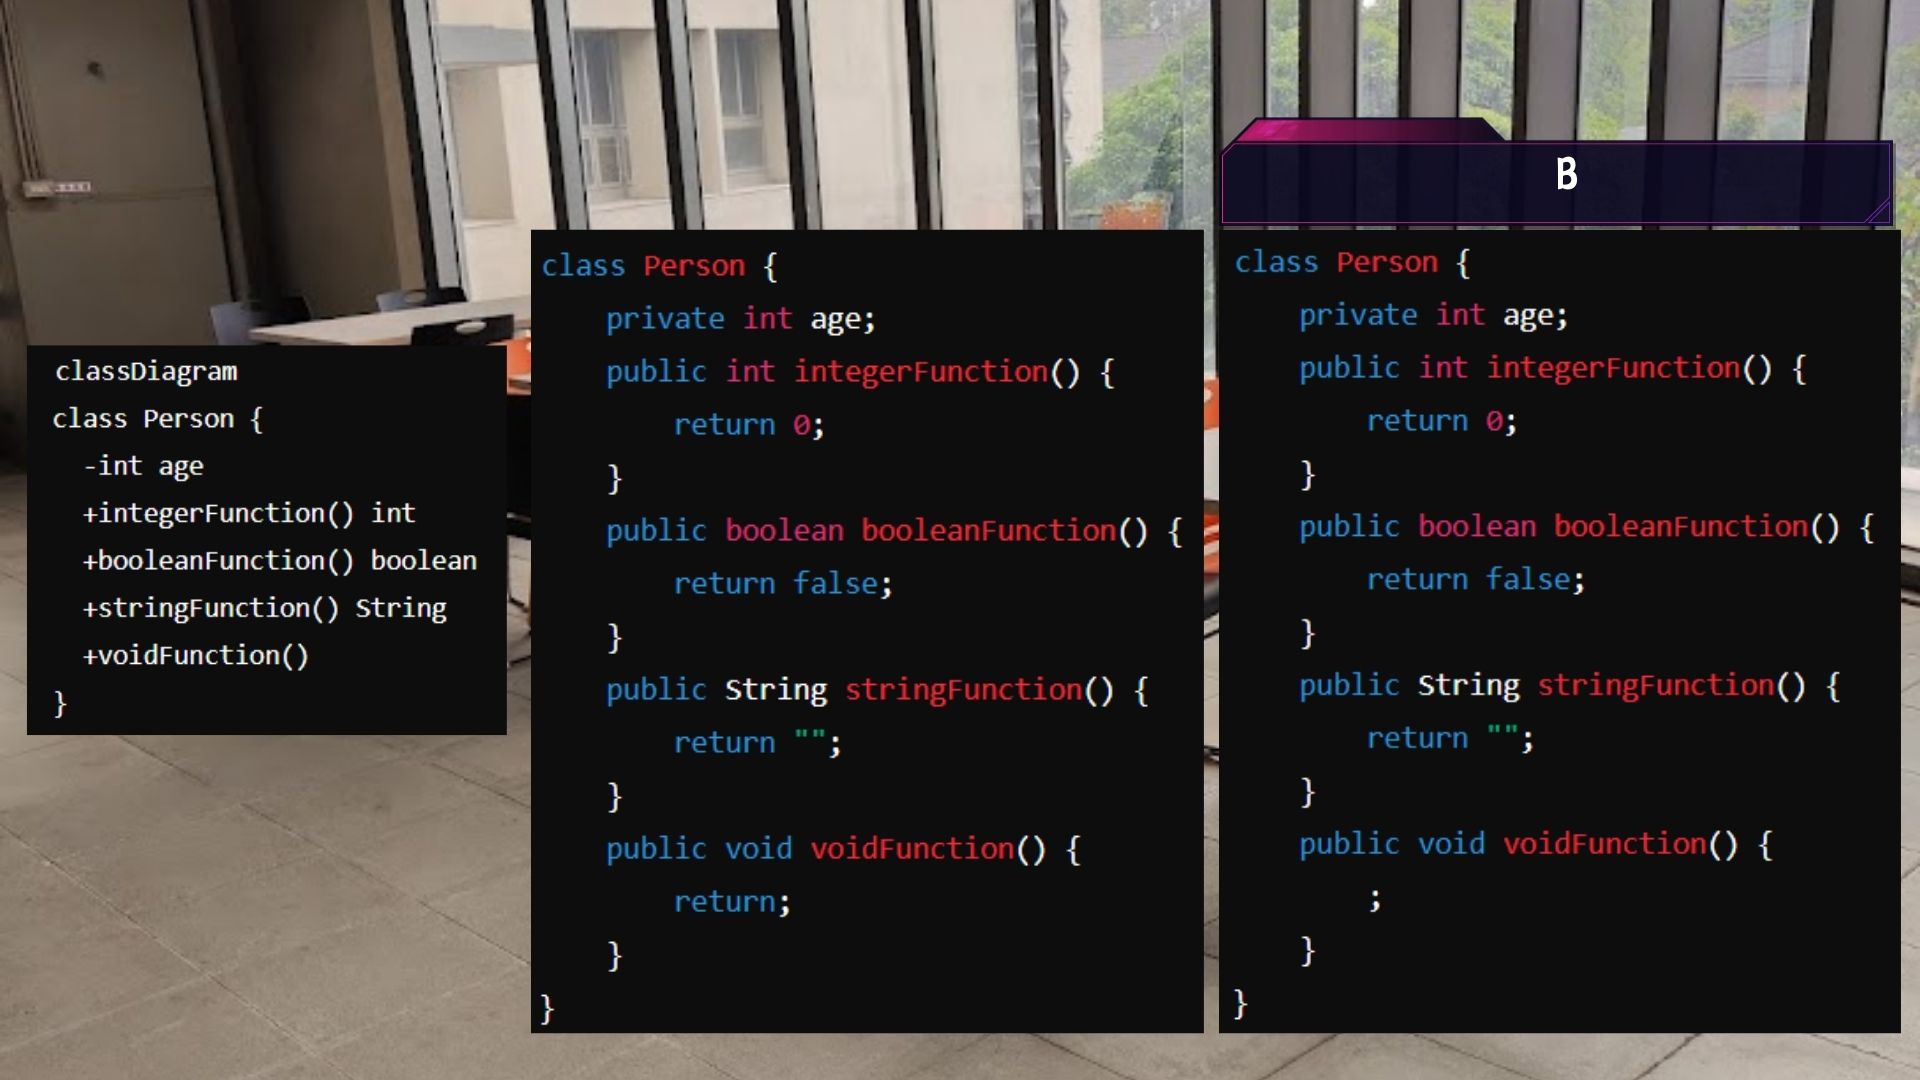 classDiagram
class Person {
-int age
+integerFunction() int
+booleanFunction() boolean
+stringFunction() String
+voidFunction()
}
class Person {
private int age;
public int integerFunction() {
return 0;
}
public boolean booleanFunction() {
return false;
}
public String stringFunction() {
return "";
}
public void voidFunction() {
return;
}
}
B
class Person {
private int age;
public int integerFunction() {
return 0;
}
public boolean booleanFunction() {
return false;
}
public String stringFunction() {
return "";
}
public void voidFunction() {
;
}
}